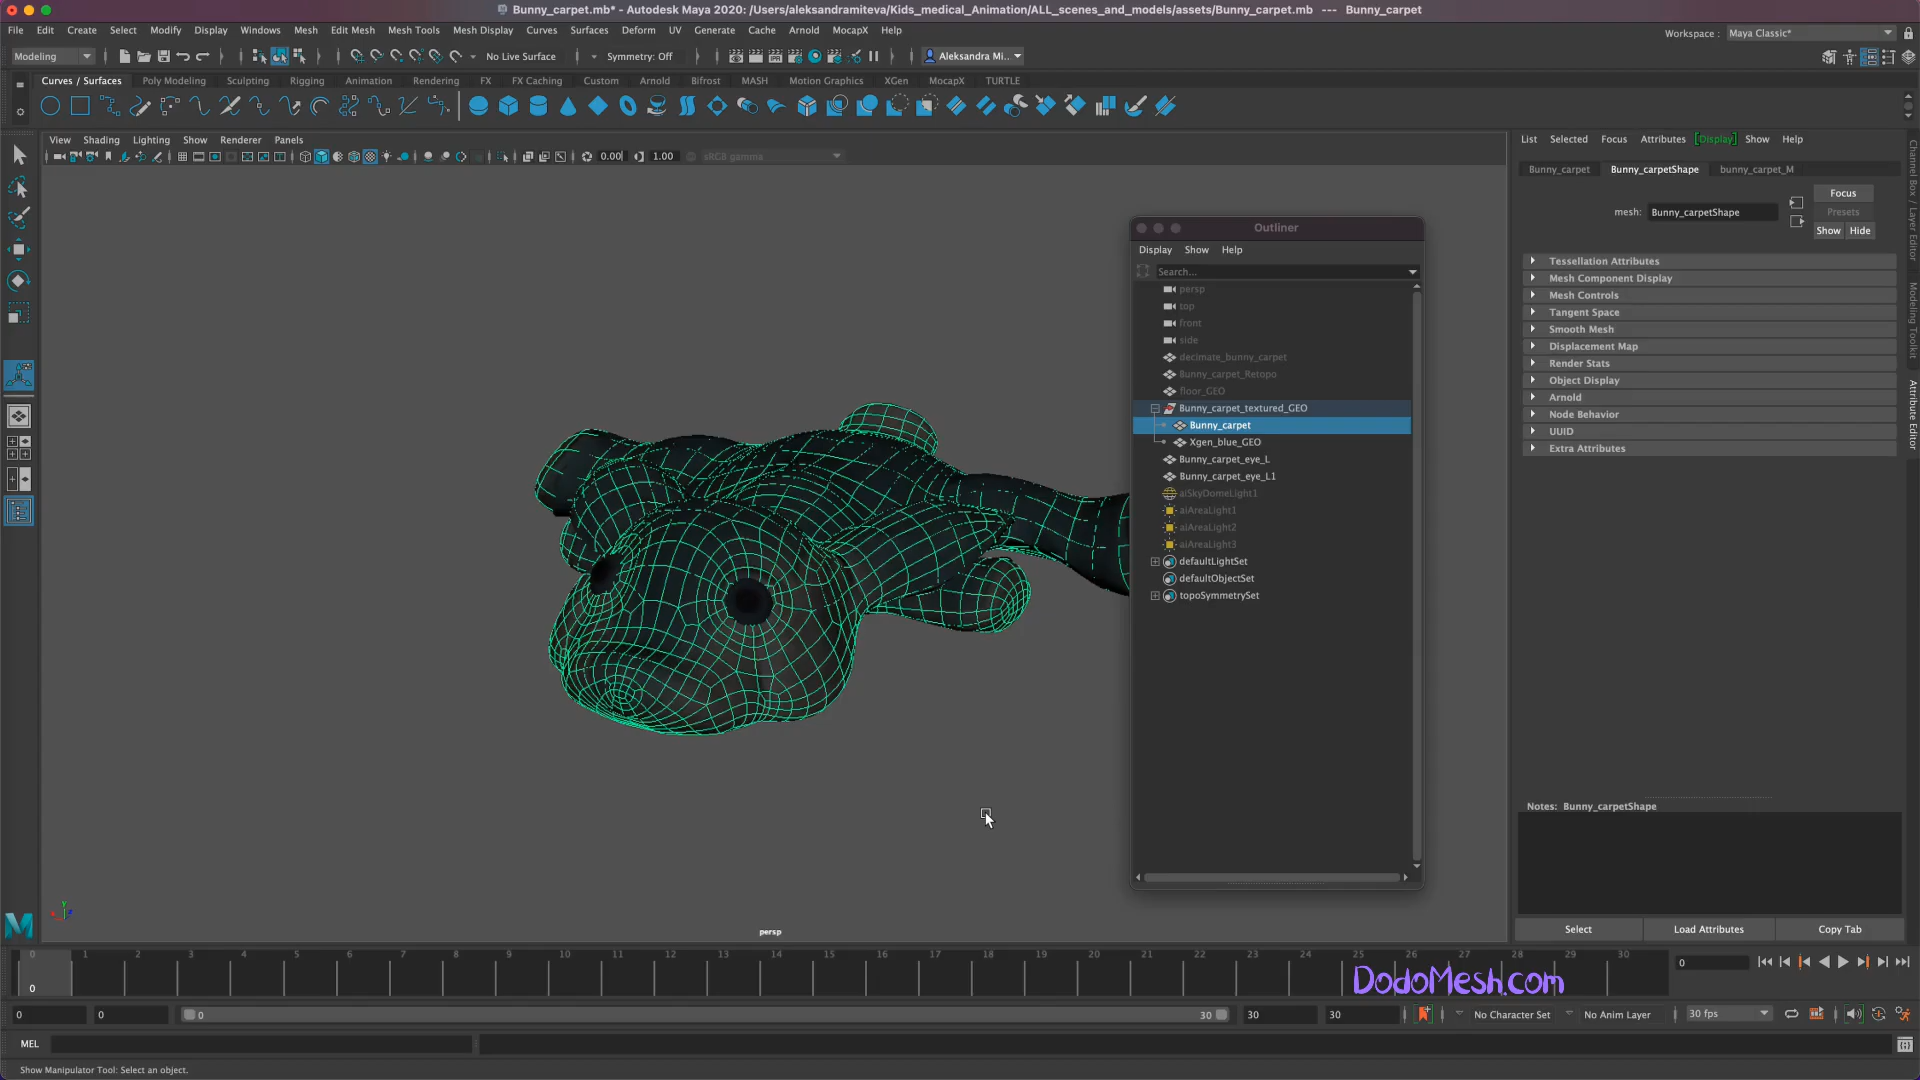 Bunny_carpet.mb* - Autodesk Maya 2020: /Users/aleksandramiteva/Kids_medical_Animation/ALL_scenes_and_models/assets/Bunny_carpet.mb --- Bunny_carpet
File Edit Create Select Modify Display Windows Mesh Edit Mesh Mesh Tools Mesh Display Curves Surfaces Deform UV Generate Cache Arnold MocapX Help
Workspace : Maya Classic*
Modeling No Live Surface Symmetry: Off Aleksandra Mi..
Curves / Surfaces Poly Modeling Sculpting Rigging Animation Rendering FX FX Caching Custom Arnold Bifrost MASH Motion Graphics XGen MocapX TURTLE
View Shading Lighting Show Renderer Panels
0.00 1.00 sRGB gamma
List Selected Focus Attributes [Display] Show Help
Bunny_carpet Bunny_carpetShape bunny_carpet_M
Focus
mesh: Bunny_carpetShape
Presets
Show Hide
Tessellation Attributes
Mesh Component Display
Mesh Controls
Tangent Space
Smooth Mesh
Displacement Map
Render Stats
Object Display
Arnold
Node Behavior
UUID
Extra Attributes
Channel Box / Layer Editor
Modeling Toolkit
Attribute Editor
Outliner
Display Show Help
Search...
persp
top
front
side
decimate_bunny_carpet
Bunny_carpet_Retopo
floor_GEO
Bunny_carpet_textured_GEO
Bunny_carpet
Xgen_blue_GEO
Bunny_carpet_eye_L
Bunny_carpet_eye_L1
aiSkyDomeLight1
aiAreaLight1
aiAreaLight2
aiAreaLight3
defaultLightSet
defaultObjectSet
topoSymmetrySet
Notes: Bunny_carpetShape
Select Load Attributes Copy Tab
persp
0 1 2 3 4 5 6 7 8 9 10 11 12 13 14 15 16 17 18 19 20 21 22 23 24 25 26 27 28 29 30
0
0
DodoMesh.com
0 0 0 30 30 30 No Character Set No Anim Layer 30 fps
MEL
Show Manipulator Tool: Select an object.